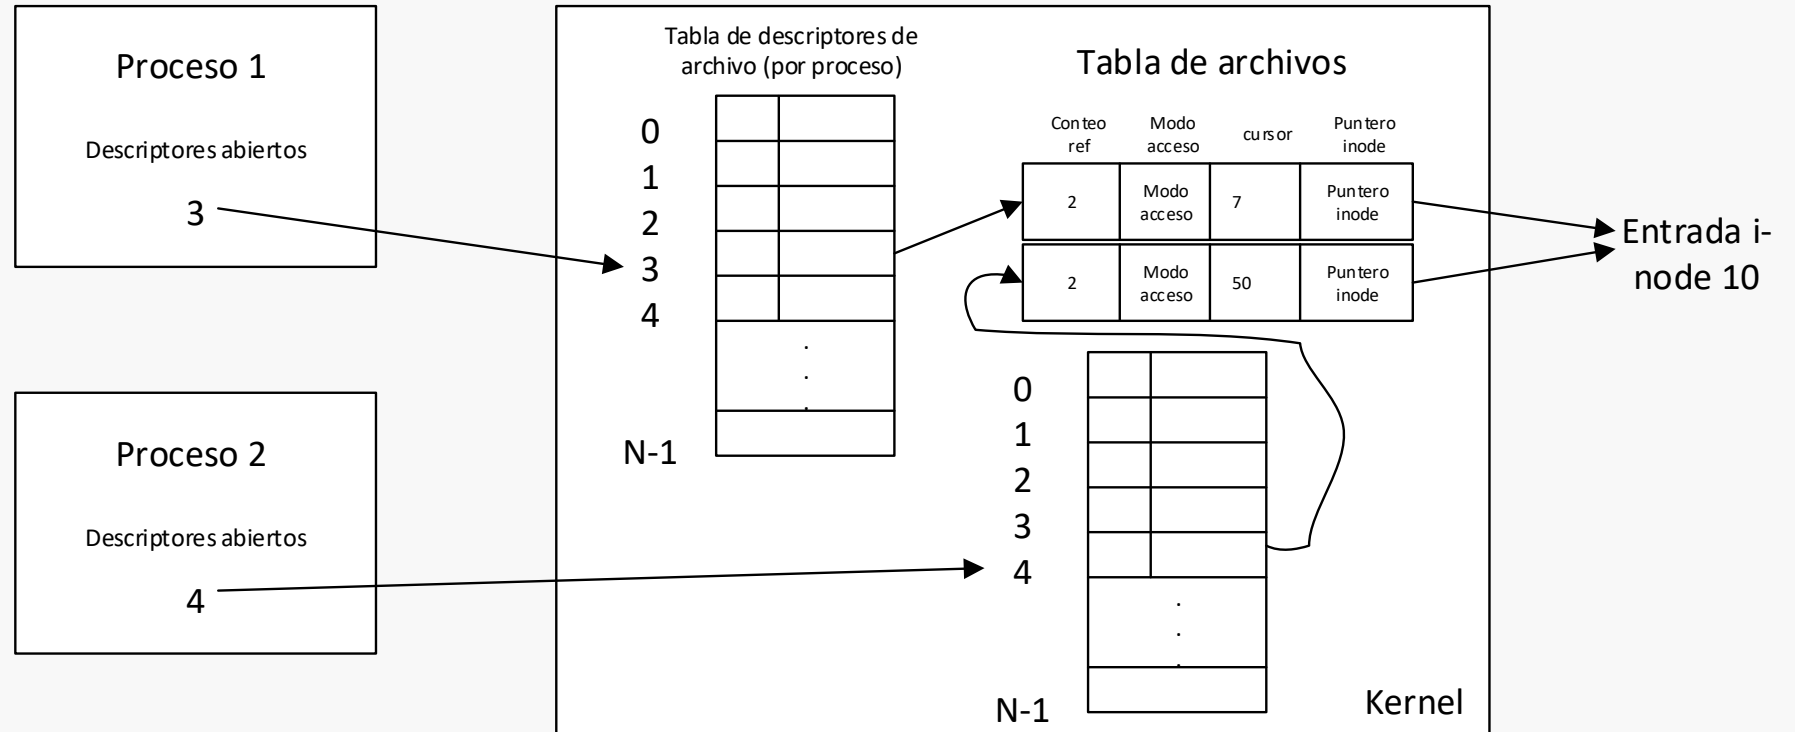 Proceso 1
Descriptores abiertos
3
Proceso 2
Descriptores abiertos
4
Tabla de descriptores de
archivo (por proceso)
0
1
2
3
4
.
.
.
N-1
Tabla de archivos
Conteo
ref
Modo
acceso
cursor
Puntero
inode
2
Modo
acceso
7
Puntero
inode
2
Modo
acceso
50
Puntero
inode
0
1
2
3
4
.
.
.
N-1
Kernel
Entrada i-
node 10